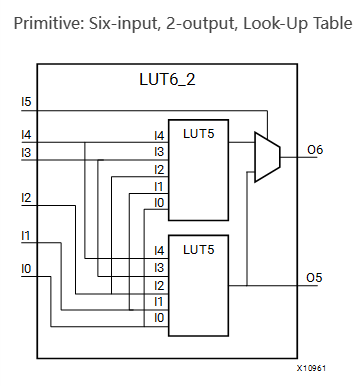 Primitive: Six-input, 2-output, Look-Up Table
LUT6_2
I5
I4
I3
I2
I1
I0
I4
I3
I2
I1
I0
LUT5
I4
I3
I2
I1
I0
LUT5
O6
O5
X10961